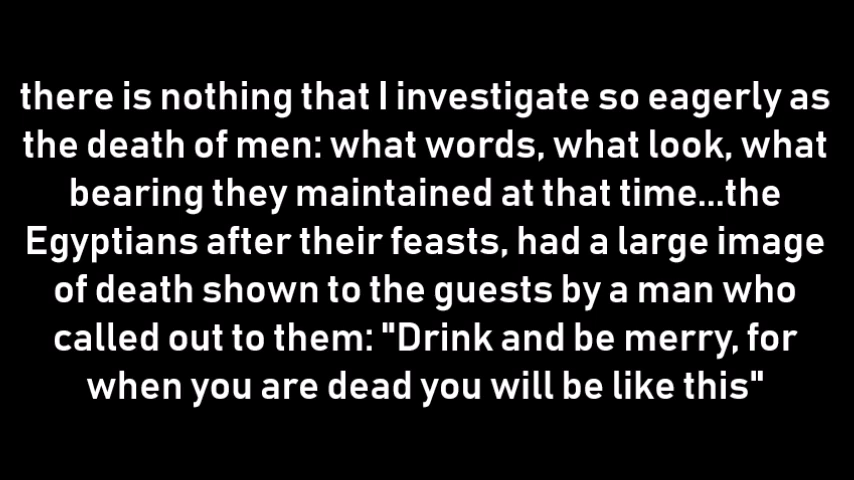 there is nothing that I investigate so eagerly as
the death of men: what words, what look, what
bearing they maintained at that time...the
Egyptians after their feasts, had a large image
of death shown to the guests by a man who
called out to them: "Drink and be merry, for
when you are dead you will be like this"